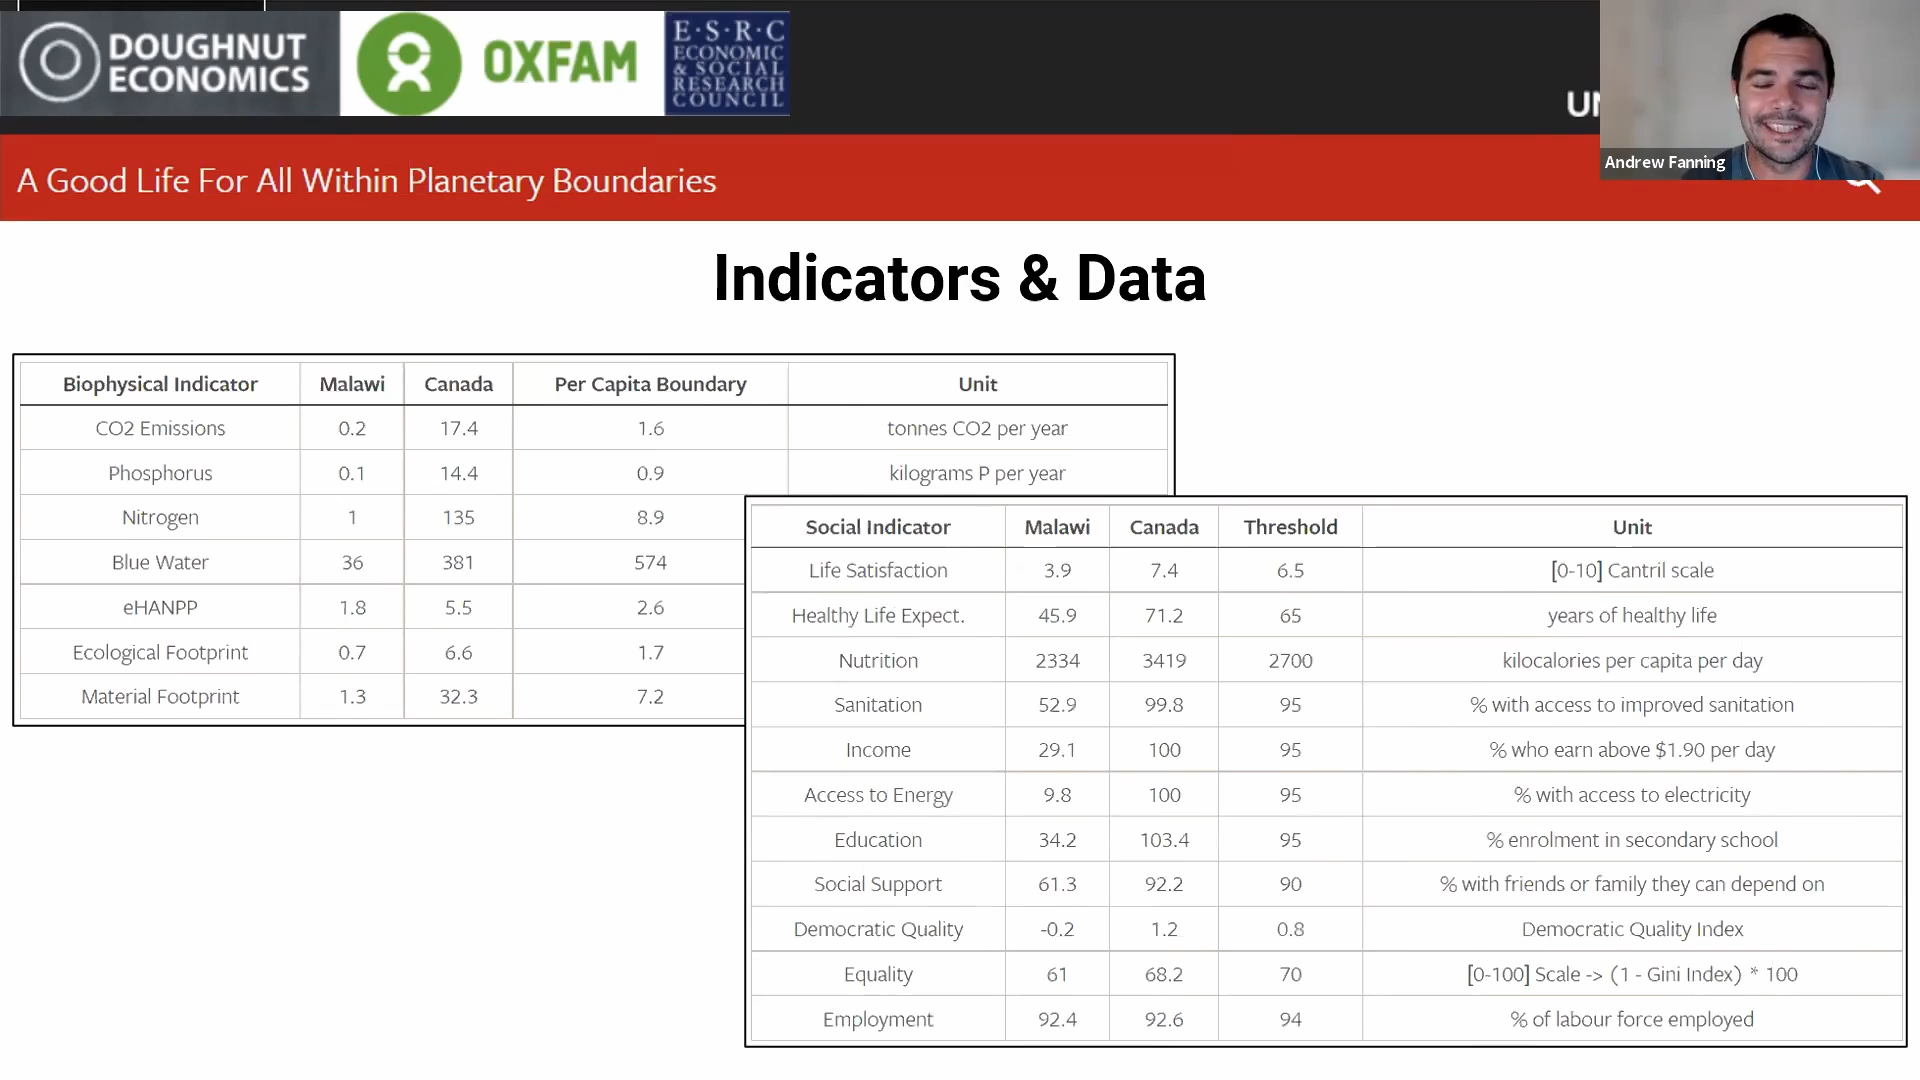 DOUGHNUT
ECONOMICS
OXFAM
E·S·R·C
ECONOMIC
& SOCIAL
RESEARCH
COUNCIL
UN
Andrew Fanning
A Good Life For All Within Planetary Boundaries
Indicators & Data
Biophysical Indicator Malawi Canada Per Capita Boundary Unit
CO2 Emissions 0.2 17.4 1.6 tonnes CO2 per year
Phosphorus 0.1 14.4 0.9 kilograms P per year
Nitrogen 1 135 8.9
Blue Water 36 381 574
eHANPP 1.8 5.5 2.6
Ecological Footprint 0.7 6.6 1.7
Material Footprint 1.3 32.3 7.2
Social Indicator Malawi Canada Threshold Unit
Life Satisfaction 3.9 7.4 6.5 [0-10] Cantril scale
Healthy Life Expect. 45.9 71.2 65 years of healthy life
Nutrition 2334 3419 2700 kilocalories per capita per day
Sanitation 52.9 99.8 95 % with access to improved sanitation
Income 29.1 100 95 % who earn above $1.90 per day
Access to Energy 9.8 100 95 % with access to electricity
Education 34.2 103.4 95 % enrolment in secondary school
Social Support 61.3 92.2 90 % with friends or family they can depend on
Democratic Quality -0.2 1.2 0.8 Democratic Quality Index
Equality 61 68.2 70 [0-100] Scale -> (1 - Gini Index) * 100
Employment 92.4 92.6 94 % of labour force employed